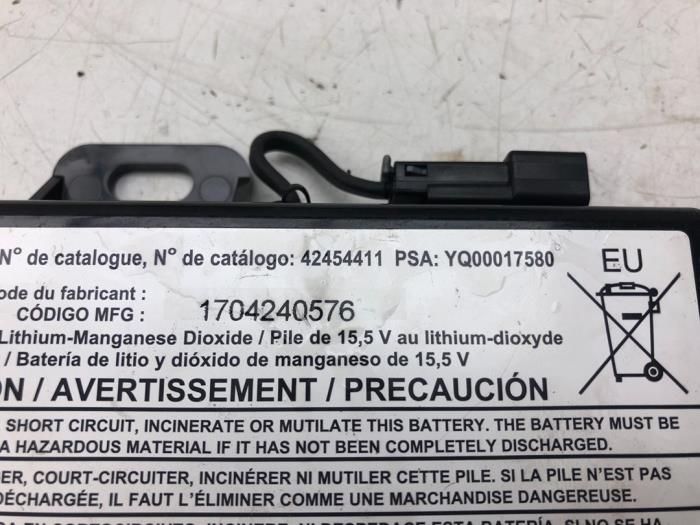 N° de catalogue, N° de catálogo: 42454411 PSA: YQ00017580
EU
ode du fabricant :
CÓDIGO MFG : 1704240576
Lithium-Manganese Dioxide / Pile de 15,5 V au lithium-dioxyde
/ Batería de litio y dióxido de manganeso de 15,5 V
ON / AVERTISSEMENT / PRECAUCIÓN
SHORT CIRCUIT, INCINERATE OR MUTILATE THIS BATTERY. THE BATTERY MUST BE
A HAZARDOUS MATERIAL IF IT HAS NOT BEEN COMPLETELY DISCHARGED.
DER, COURT-CIRCUITER, INCINÉRER NI MUTILER CETTE PILE. SI LA PILE N'EST PAS
DÉCHARGÉE, IL FAUT L'ÉLIMINER COMME UNE MARCHANDISE DANGEREUSE.